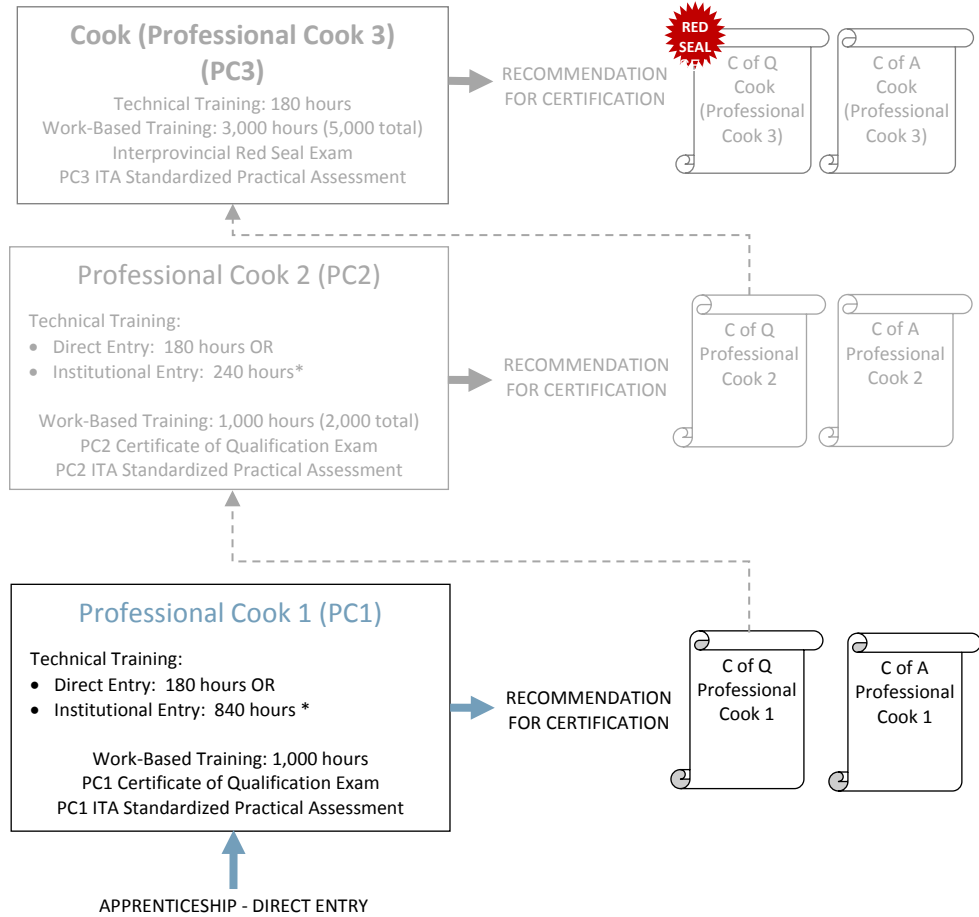 Cook (Professional Cook 3)
(PC3)
Technical Training: 180 hours
Work-Based Training: 3,000 hours (5,000 total)
Interprovincial Red Seal Exam
PC3 ITA Standardized Practical Assessment
RECOMMENDATION
FOR CERTIFICATION
RED
SEAL
C of Q
Cook
(Professional
Cook 3)
C of A
Cook
(Professional
Cook 3)
Professional Cook 2 (PC2)
Technical Training:
• Direct Entry: 180 hours OR
• Institutional Entry: 240 hours*
Work-Based Training: 1,000 hours (2,000 total)
PC2 Certificate of Qualification Exam
PC2 ITA Standardized Practical Assessment
RECOMMENDATION
FOR CERTIFICATION
C of Q
Professional
Cook 2
C of A
Professional
Cook 2
Professional Cook 1 (PC1)
Technical Training:
• Direct Entry: 180 hours OR
• Institutional Entry: 840 hours *
Work-Based Training: 1,000 hours
PC1 Certificate of Qualification Exam
PC1 ITA Standardized Practical Assessment
RECOMMENDATION
FOR CERTIFICATION
C of Q
Professional
Cook 1
C of A
Professional
Cook 1
APPRENTICESHIP - DIRECT ENTRY